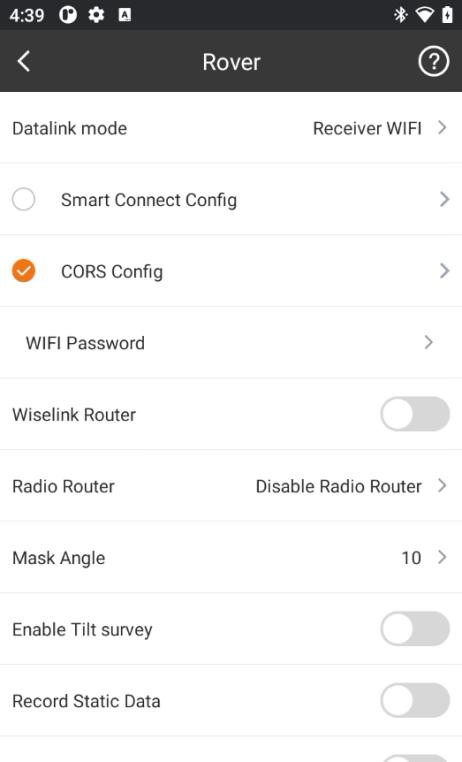 4:39
Rover
Datalink mode Receiver WIFI
Smart Connect Config
CORS Config
WIFI Password
Wiselink Router
Radio Router Disable Radio Router
Mask Angle 10
Enable Tilt survey
Record Static Data